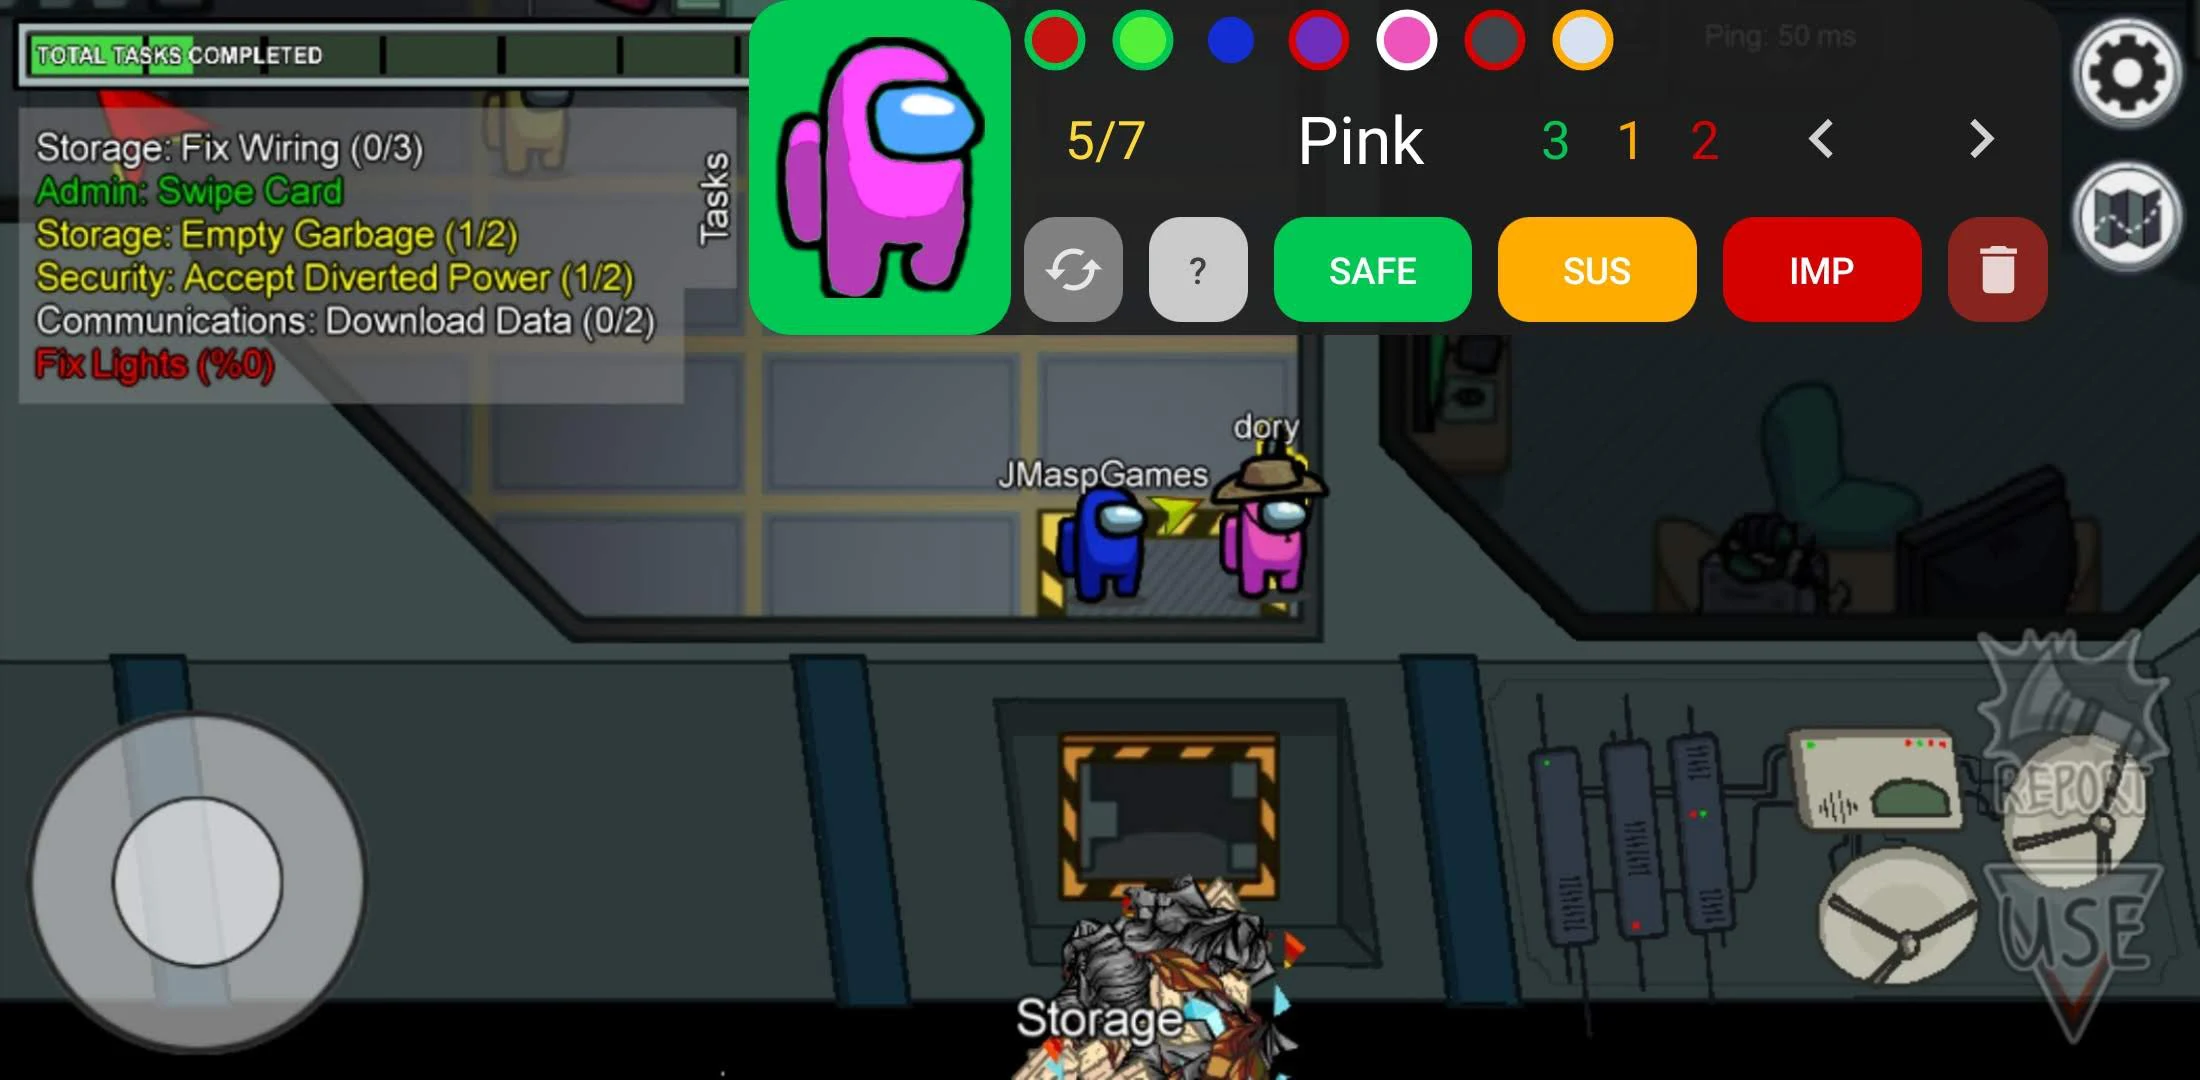 TOTAL TASKS COMPLETED
Storage: Fix Wiring (0/3)
Admin: Swipe Card
Storage: Empty Garbage (1/2)
Security: Accept Diverted Power (1/2)
Communications: Download Data (0/2)
Fix Lights (%0)
Tasks
Ping: 50 ms
5/7 Pink 3 1 2 < >
? SAFE SUS IMP
dory
JMaspGames
REPORT
USE
Storage